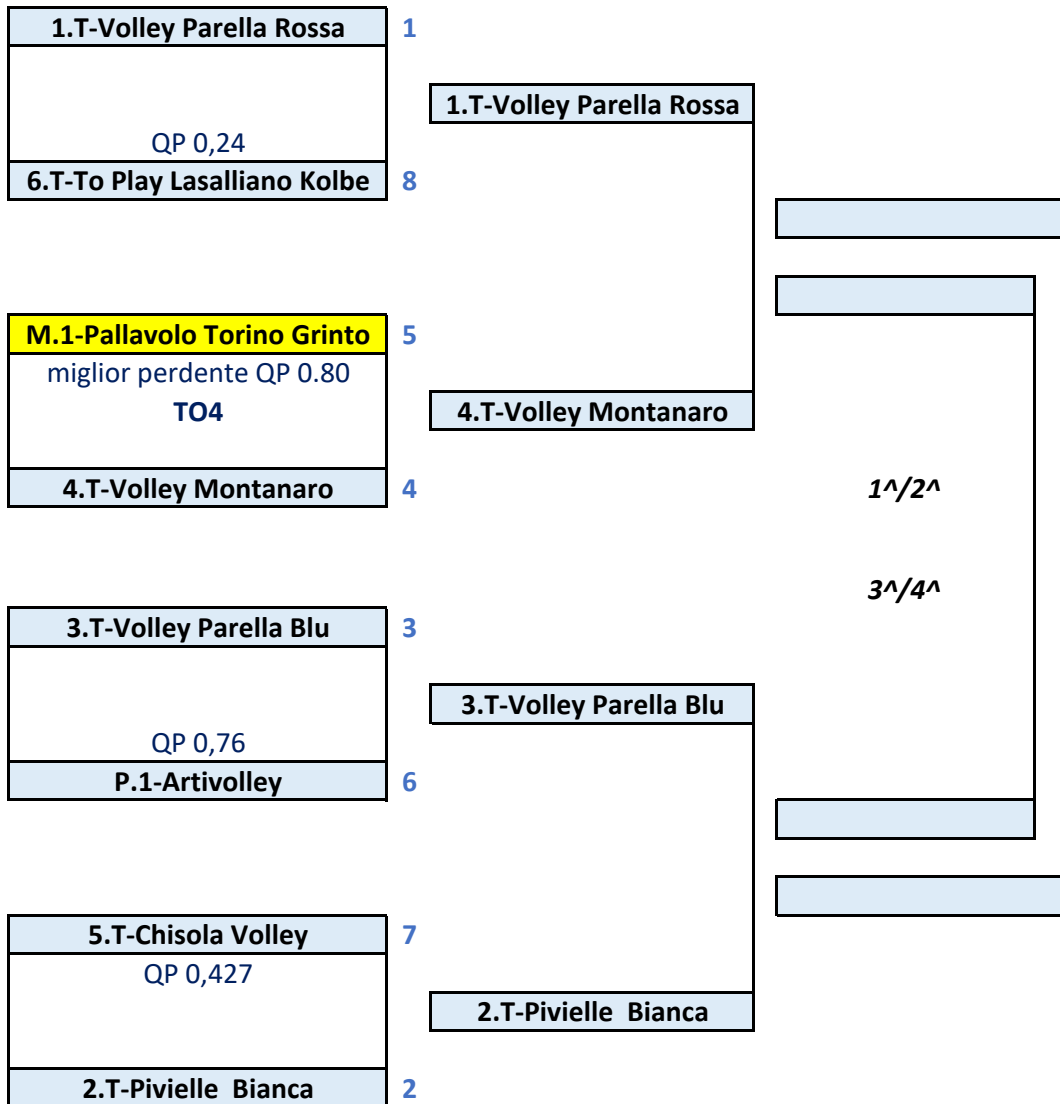 1.T-Volley Parella Rossa 1
QP 0,24
6.T-To Play Lasalliano Kolbe 8
M.1-Pallavolo Torino Grinto 5
miglior perdente QP 0.80
TO4
4.T-Volley Montanaro 4
3.T-Volley Parella Blu 3
QP 0,76
P.1-Artivolley 6
5.T-Chisola Volley 7
QP 0,427
2.T-Pivielle  Bianca 2
1.T-Volley Parella Rossa
4.T-Volley Montanaro
3.T-Volley Parella Blu
2.T-Pivielle  Bianca
1^/2^
3^/4^